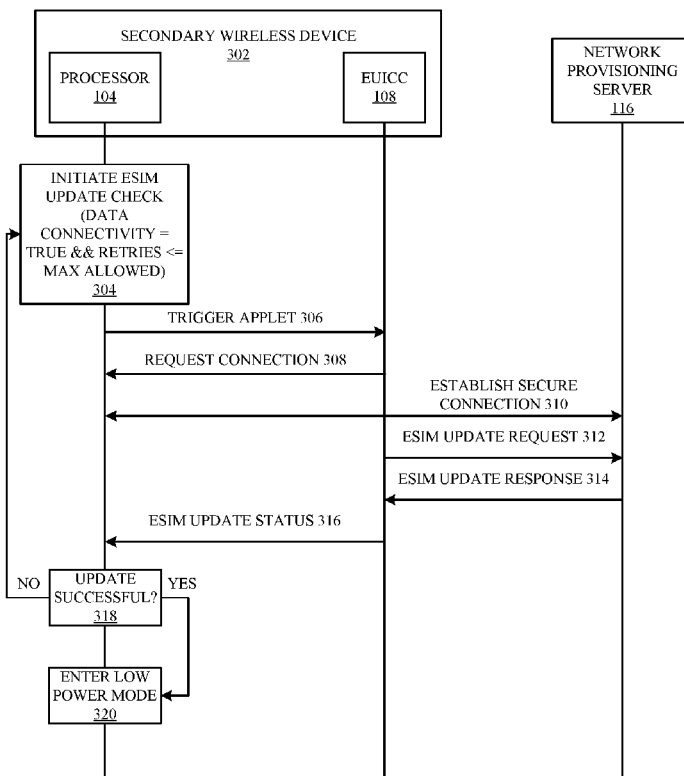 SECONDARY WIRELESS DEVICE
302
PROCESSOR
104
EUICC
108
NETWORK
PROVISIONING
SERVER
116
INITIATE ESIM
UPDATE CHECK
(DATA
CONNECTIVITY =
TRUE && RETRIES <=
MAX ALLOWED)
304
TRIGGER APPLET 306
REQUEST CONNECTION 308
ESTABLISH SECURE
CONNECTION 310
ESIM UPDATE REQUEST 312
ESIM UPDATE RESPONSE 314
ESIM UPDATE STATUS 316
NO
UPDATE
SUCCESSFUL?
318
YES
ENTER LOW
POWER MODE
320